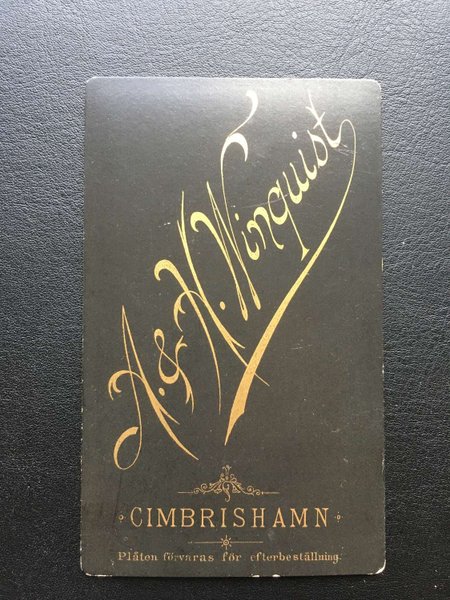 A. & H. Winquist
CIMBRISHAMN
Plåten förvaras för efterbeställning.